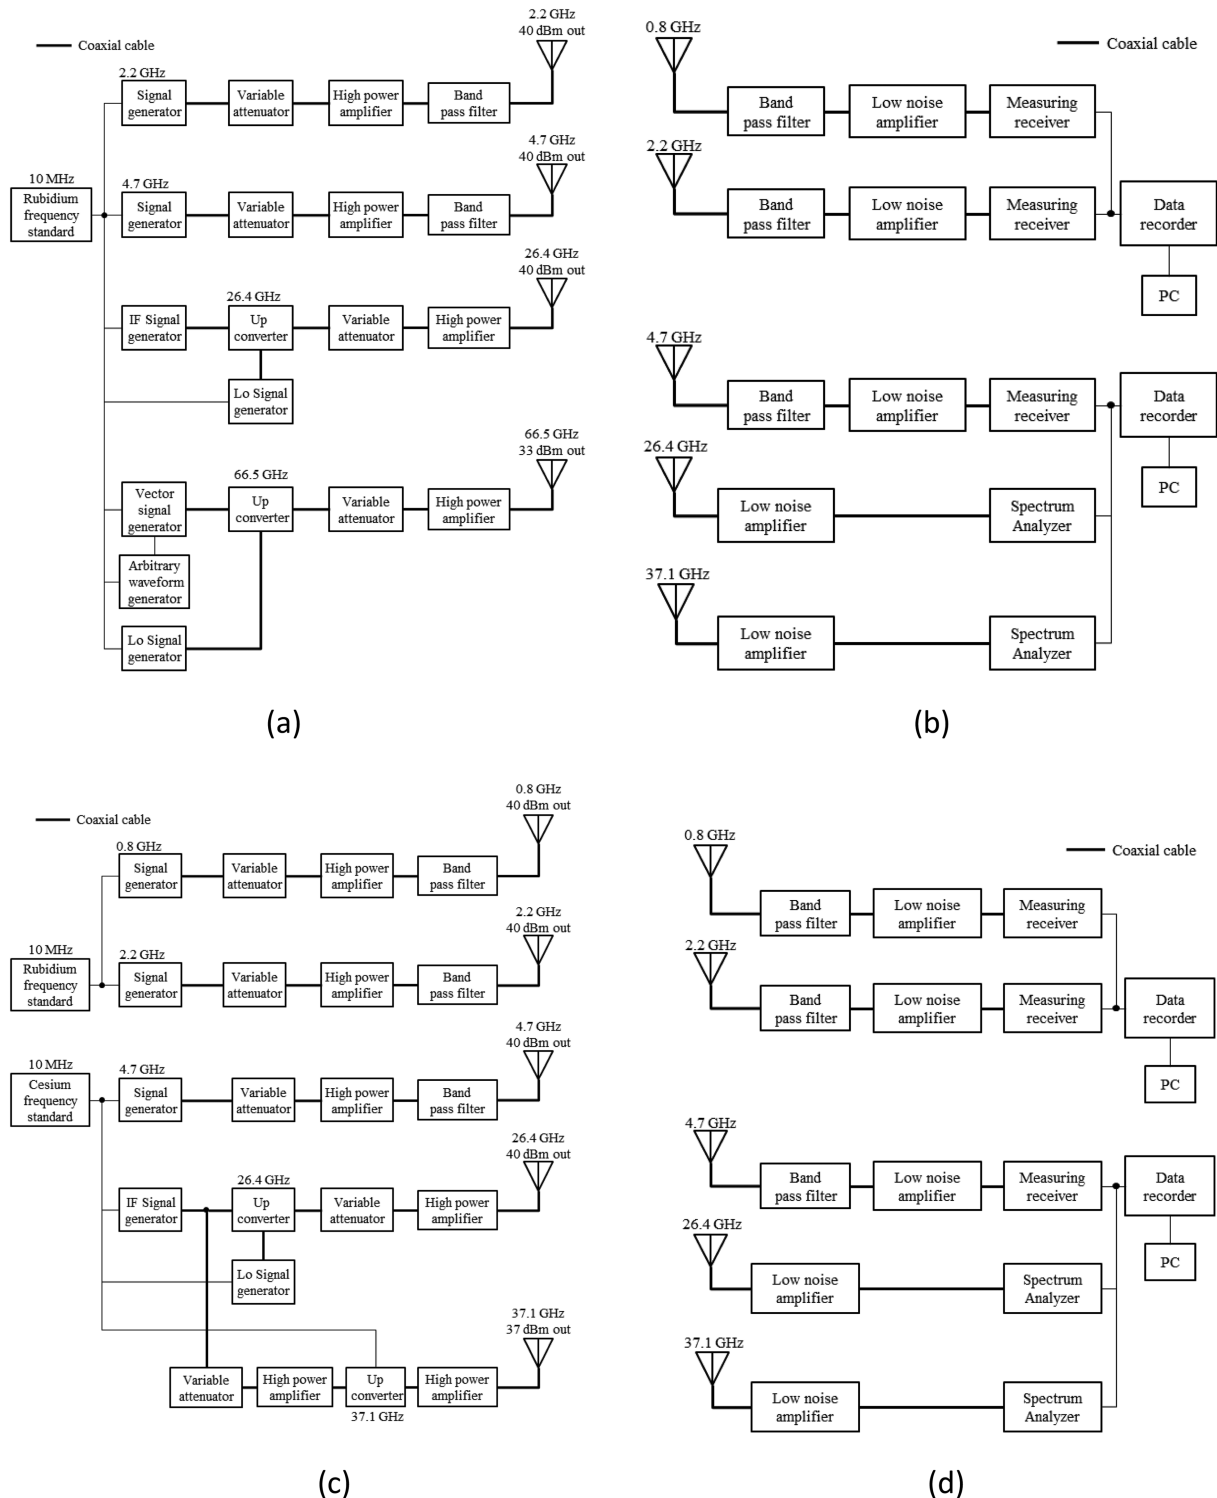 2.2 GHz
40 dBm out
Coaxial cable
2.2 GHz
Signal
generator
Variable
attenuator
High power
amplifier
Band
pass filter
4.7 GHz
40 dBm out
10 MHz
Rubidium
frequency
standard
4.7 GHz
Signal
generator
Variable
attenuator
High power
amplifier
Band
pass filter
26.4 GHz
40 dBm out
26.4 GHz
IF Signal
generator
Up
converter
Variable
attenuator
High power
amplifier
Lo Signal
generator
66.5 GHz
33 dBm out
66.5 GHz
Vector
signal
generator
Up
converter
Variable
attenuator
High power
amplifier
Arbitrary
waveform
generator
Lo Signal
generator
(a)
0.8 GHz
Coaxial cable
Band
pass filter
Low noise
amplifier
Measuring
receiver
2.2 GHz
Band
pass filter
Low noise
amplifier
Measuring
receiver
Data
recorder
PC
4.7 GHz
Band
pass filter
Low noise
amplifier
Measuring
receiver
Data
recorder
PC
26.4 GHz
Low noise
amplifier
Spectrum
Analyzer
37.1 GHz
Low noise
amplifier
Spectrum
Analyzer
(b)
0.8 GHz
40 dBm out
Coaxial cable
0.8 GHz
Signal
generator
Variable
attenuator
High power
amplifier
Band
pass filter
2.2 GHz
40 dBm out
10 MHz
Rubidium
frequency
standard
2.2 GHz
Signal
generator
Variable
attenuator
High power
amplifier
Band
pass filter
4.7 GHz
40 dBm out
10 MHz
Cesium
frequency
standard
4.7 GHz
Signal
generator
Variable
attenuator
High power
amplifier
Band
pass filter
26.4 GHz
40 dBm out
26.4 GHz
IF Signal
generator
Up
converter
Variable
attenuator
High power
amplifier
Lo Signal
generator
37.1 GHz
37 dBm out
Variable
attenuator
High power
amplifier
Up
converter
37.1 GHz
High power
amplifier
(c)
0.8 GHz
Coaxial cable
Band
pass filter
Low noise
amplifier
Measuring
receiver
2.2 GHz
Band
pass filter
Low noise
amplifier
Measuring
receiver
Data
recorder
PC
4.7 GHz
Band
pass filter
Low noise
amplifier
Measuring
receiver
Data
recorder
PC
26.4 GHz
Low noise
amplifier
Spectrum
Analyzer
37.1 GHz
Low noise
amplifier
Spectrum
Analyzer
(d)